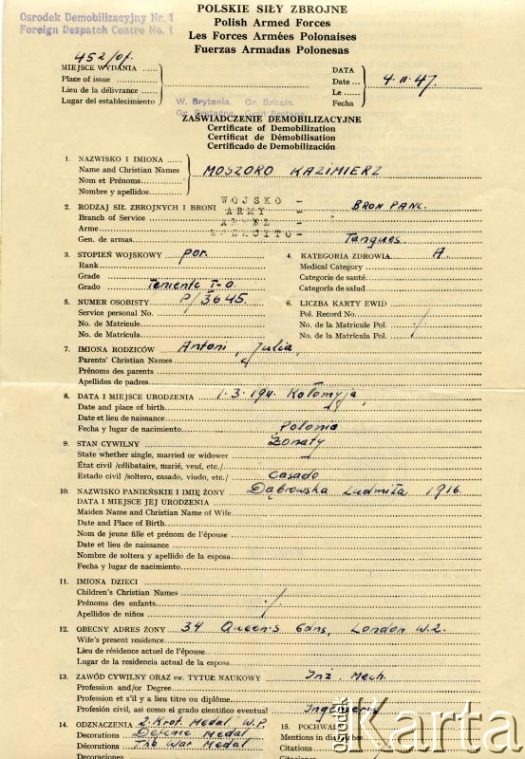 Osrodek Demobilizacyjny Nr. 1
Foreign Despatch Centre No. 1
POLSKIE SIŁY ZBROJNE
Polish Armed Forces
Les Forces Armées Polonaises
Fuerzas Armadas Polonesas
452/Of.
MIEJSCE WYDANIA
Place of issue
Lieu de la délivrance
Lugar del establecimiento
W. Brytania. Gr. Britain.
DATA
Date ... 4.II.47.
Le
Fecha
ZAŚWIADCZENIE DEMOBILIZACYJNE
Certificate of Demobilization
Certificat de Démobilisation
Certificado de Demobilización
1. NAZWISKO I IMIONA
Name and Christian Names MOSZORO KAZIMIERZ
Nom et Prénoms
Nombre y apellidos
2. RODZAJ SIŁ ZBROJNYCH I BRONI WOJSKO - BROŃ PANC.
Branch of Service ARMY -
Arme
Gen. de armas EJERCITO - Tanques
3. STOPIEŃ WOJSKOWY por.
Rank
Grade
Grado Teniente I-o.
4. KATEGORIA ZDROWIA A.
Medical Category
Categorie de santé
Categoría de salud
5. NUMER OSOBISTY P/3645
Service personal No.
No. de Matricule
No. de Matrícula
6. LICZBA KARTY EWID
Pol. Record No.
No. de la Matricule Pol.
No. de la Matrícula Pol.
7. IMIONA RODZICÓW Antoni, Julia,
Parents' Christian Names
Prénoms des parents
Apellidos de padres
8. DATA I MIEJSCE URODZENIA Kołomyja,
Date and place of birth
Date et lieu de naissance
Fecha y lugar de nacimiento Polonia
9. STAN CYWILNY żonaty
State whether single, married or widower
État civil /célibataire, marié, veuf, etc./
Estado civil /soltero, casado, viudo, etc./ casado
10. NAZWISKO PANIEŃSKIE I IMIĘ ŻONY Dąbrowska Ludmiła 1916
DATA I MIEJSCE JEJ URODZENIA
Maiden Name and Christian Name of Wife
Date and Place of Birth
Nom de jeune fille et prénom de l'épouse
Date et lieu de naissance
Nombre de soltera y apellido de la esposa
Fecha y lugar de nacimiento
11. IMIONA DZIECI
Children's Christian Names
Prénoms des enfants
Apellidos de niños
12. OBECNY ADRES ŻONY 34 Queen's Gdns, London W.2.
Wife's present residence
Lieu de résidence actuel de l'épouse
Lugar de la residencia actual de la esposa
13. ZAWÓD CYWILNY ORAZ ew. TYTUŁ NAUKOWY Inż. Mech.
Profession and/or Degree
Profession et s'il y a lieu titre ou diplôme
Profesión civil, asi como el grado científico eventual Ingeniero
14. ODZNACZENIA 2-krot. Medal W.P.
Decorations Defence Medal
Décorations The War Medal
Decoraciones
15. POCHWAŁY
Mentions in dispatches
Citations
Citaciones
ośrodek Karta